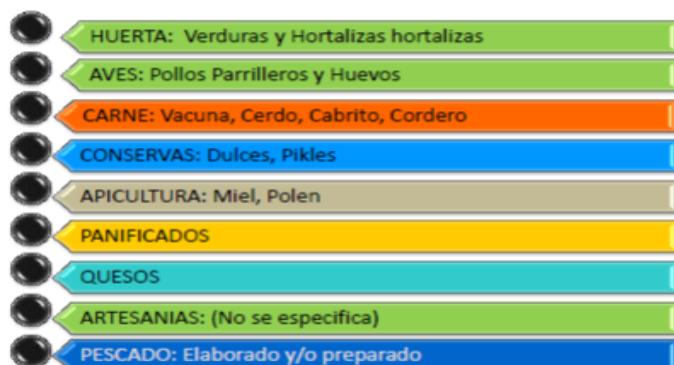 HUERTA: Verduras y Hortalizas hortalizas
AVES: Pollos Parrilleros y Huevos
CARNE: Vacuna, Cerdo, Cabrito, Cordero
CONSERVAS: Dulces, Pikles
APICULTURA: Miel, Polen
PANIFICADOS
QUESOS
ARTESANIAS: (No se especifica)
PESCADO: Elaborado y/o preparado